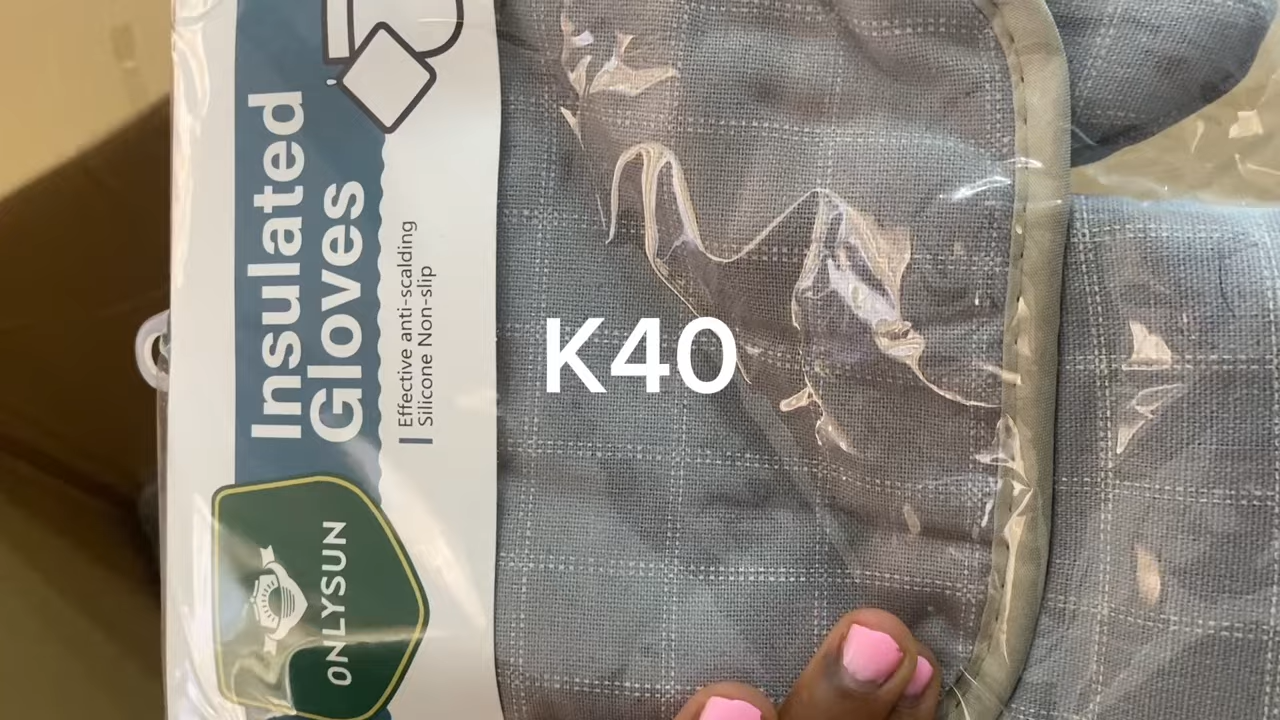 Insulated
Gloves
Effective anti-scalding
Silicone Non-slip
ONLYSUN
K40